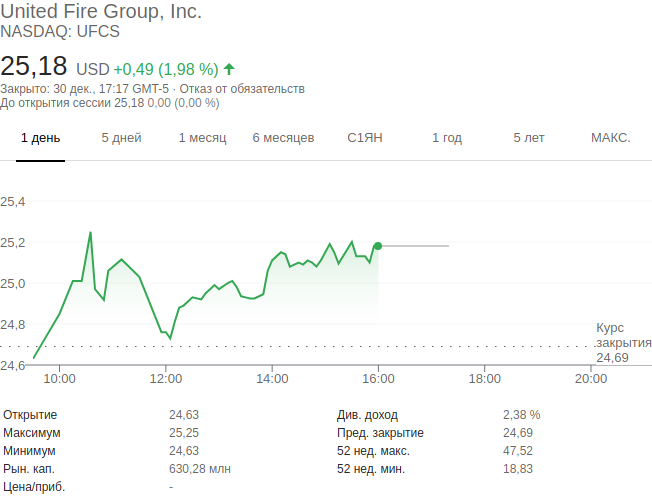 United Fire Group, Inc.
NASDAQ: UFCS
25,18 USD +0,49 (1,98 %)
Закрыто: 30 дек., 17:17 GMT-5 · Отказ от обязательств
До открытия сессии 25,18 0,00 (0,00 %)
1 день 5 дней 1 месяц 6 месяцев С1ЯН 1 год 5 лет МАКС.
25,4
25,2
25,0
24,8
24,6
Курс
закрытия
24,69
10:00 12:00 14:00 16:00 18:00 20:00
Открытие 24,63 Див. доход 2,38 %
Максимум 25,25 Пред. закрытие 24,69
Минимум 24,63 52 нед. макс. 47,52
Рын. кап. 630,28 млн 52 нед. мин. 18,83
Цена/приб. -